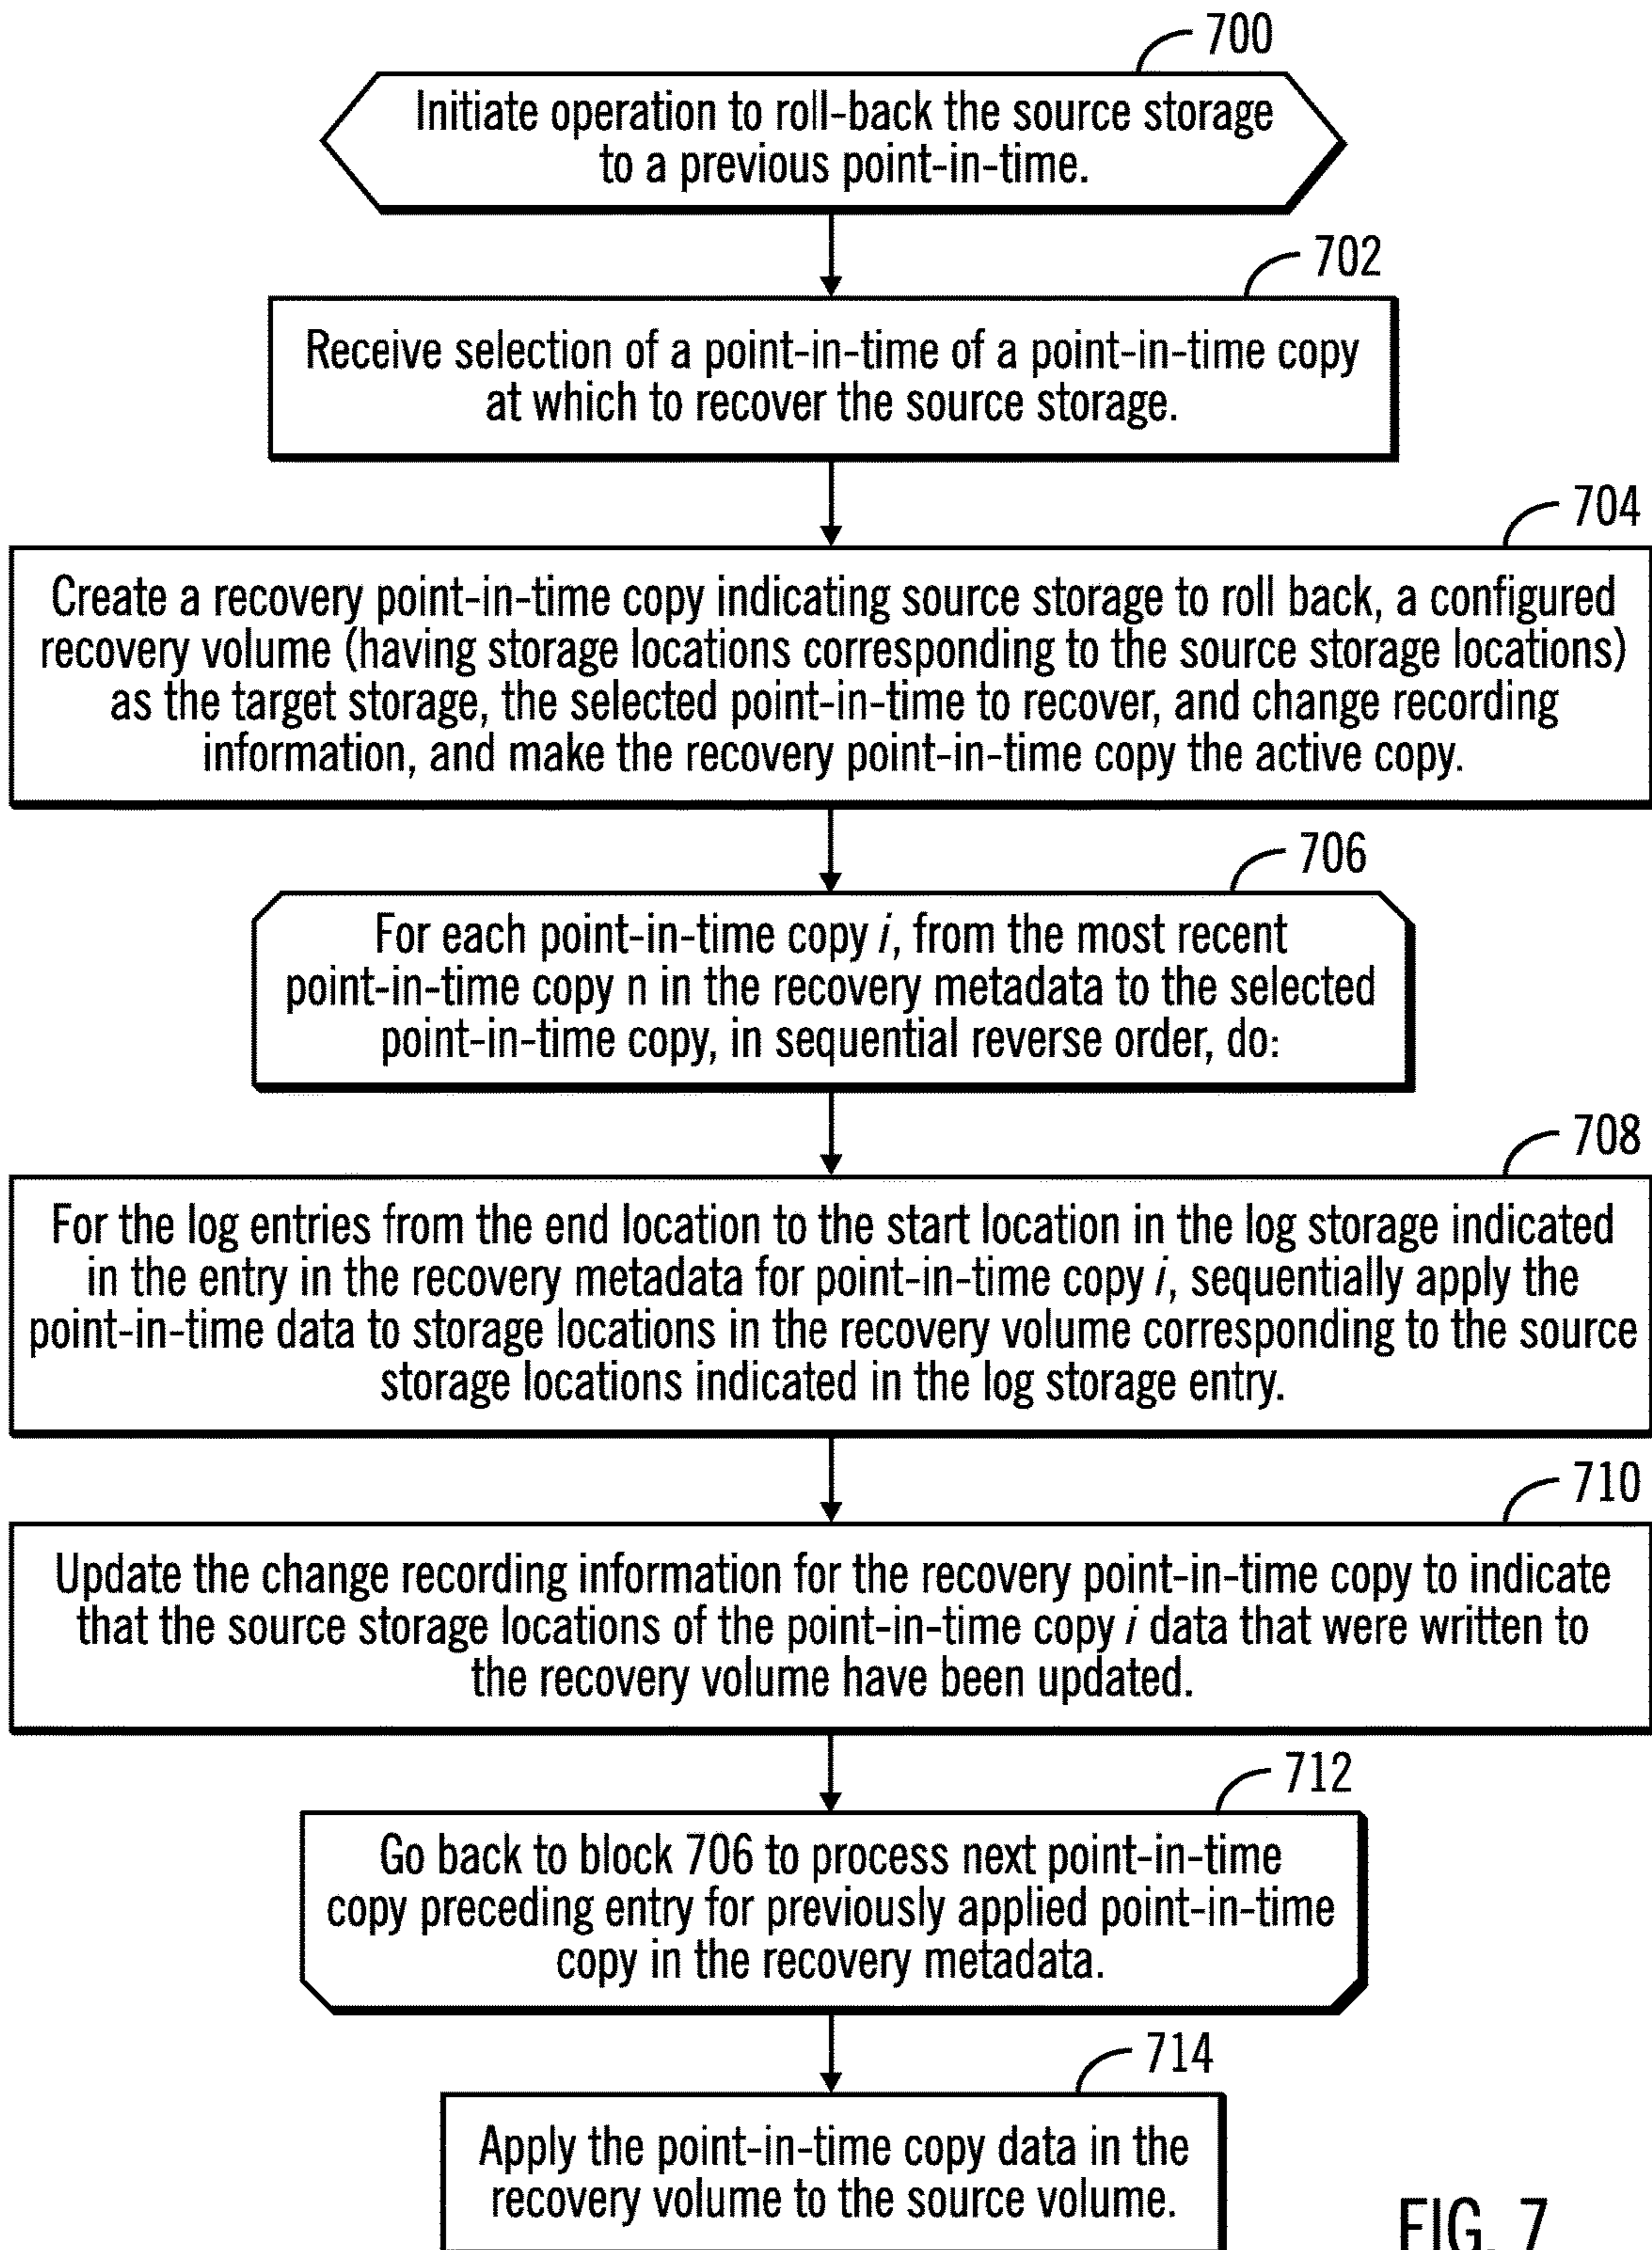 700
Initiate operation to roll-back the source storage
to a previous point-in-time.
702
Receive selection of a point-in-time of a point-in-time copy
at which to recover the source storage.
704
Create a recovery point-in-time copy indicating source storage to roll back, a configured
recovery volume (having storage locations corresponding to the source storage locations)
as the target storage, the selected point-in-time to recover, and change recording
information, and make the recovery point-in-time copy the active copy.
706
For each point-in-time copy i, from the most recent
point-in-time copy n in the recovery metadata to the selected
point-in-time copy, in sequential reverse order, do:
708
For the log entries from the end location to the start location in the log storage indicated
in the entry in the recovery metadata for point-in-time copy i, sequentially apply the
point-in-time data to storage locations in the recovery volume corresponding to the source
storage locations indicated in the log storage entry.
710
Update the change recording information for the recovery point-in-time copy to indicate
that the source storage locations of the point-in-time copy i data that were written to
the recovery volume have been updated.
712
Go back to block 706 to process next point-in-time
copy preceding entry for previously applied point-in-time
copy in the recovery metadata.
714
Apply the point-in-time copy data in the
recovery volume to the source volume.
FIG. 7